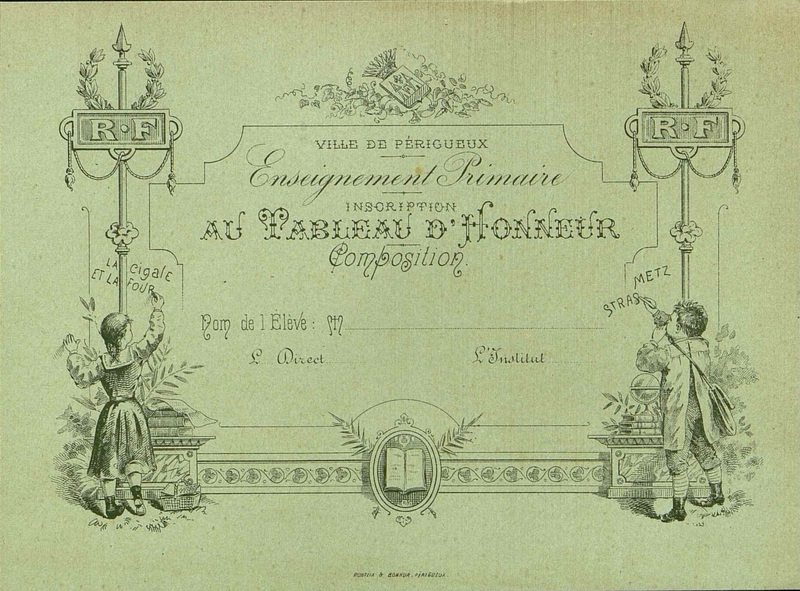 R·F
R·F
VILLE DE PÉRIGUEUX
Enseignement Primaire
INSCRIPTION
AU TABLEAU D'HONNEUR
Composition.
LA Cigale
ET LA FOUR
METZ
STRAS
Nom de l'Elève : M
L Direct
L'Institut